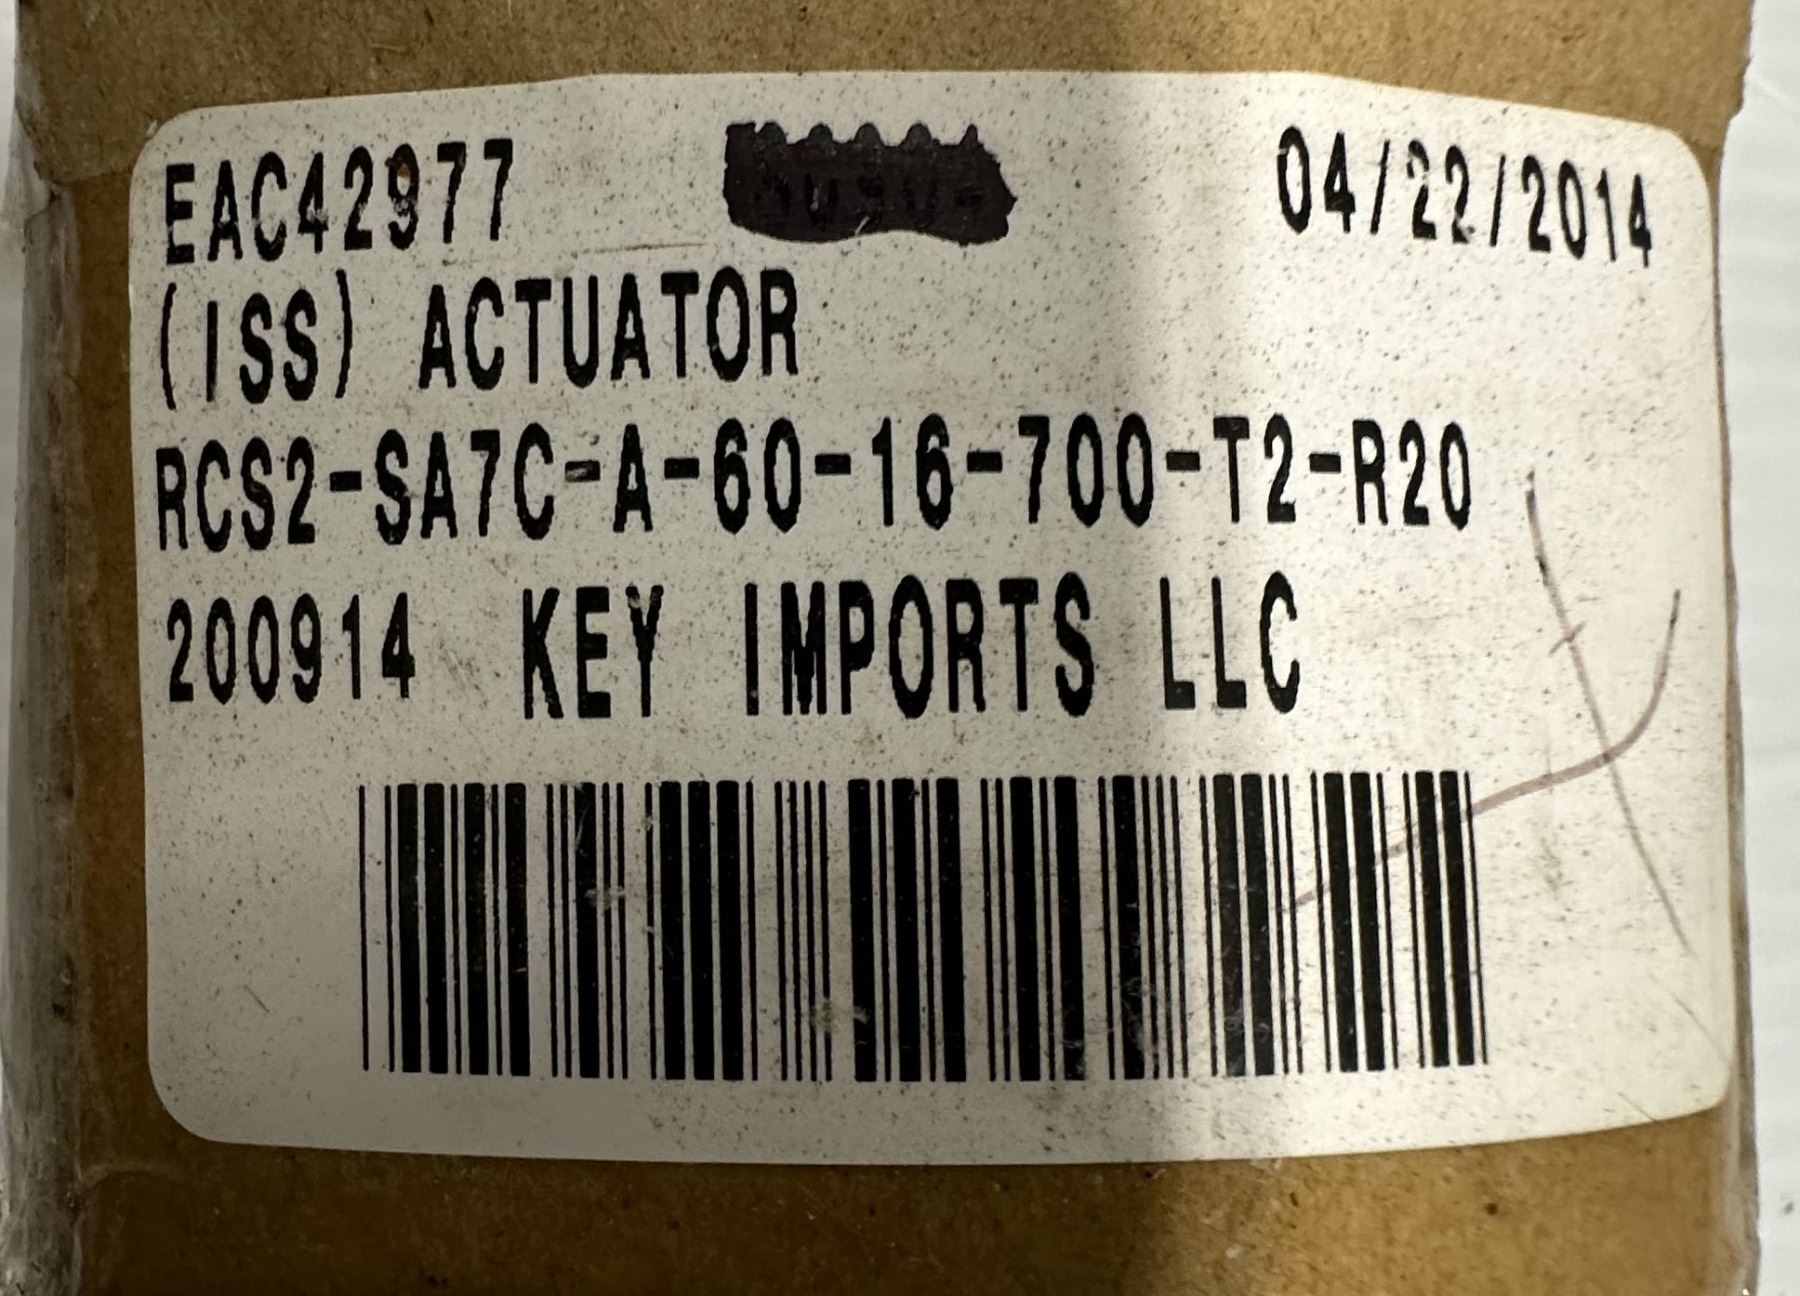 EAC42977 04/22/2014
(ISS) ACTUATOR
RCS2-SA7C-A-60-16-700-T2-R20
200914 KEY IMPORTS LLC